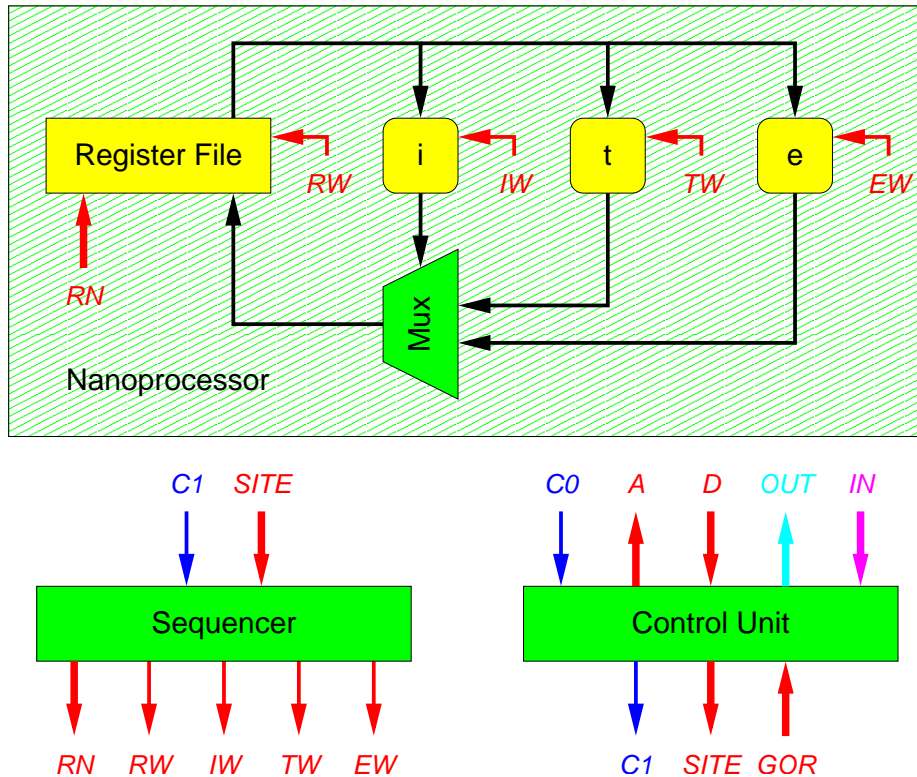 Register File
i
t
e
RW
IW
TW
EW
RN
Mux
Nanoprocessor
C1 SITE
C0 A D OUT IN
Sequencer
Control Unit
RN RW IW TW EW
C1 SITE GOR